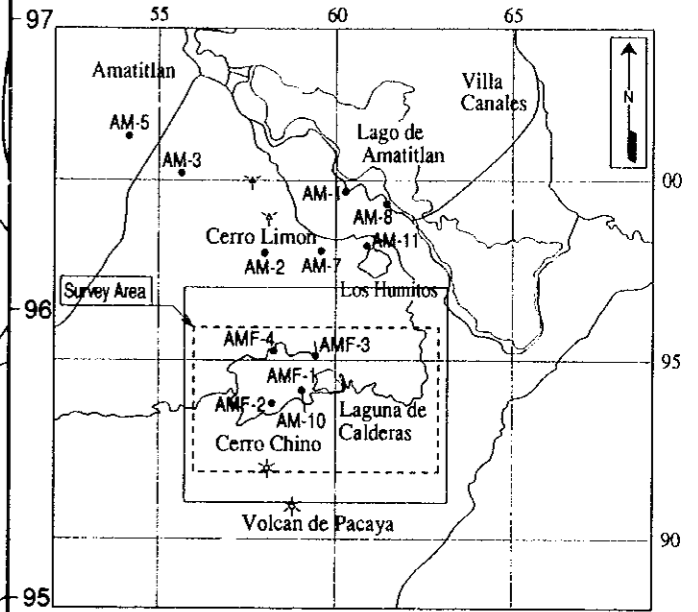 97
55
60
65
Amatitlan
Villa
Canales
N
AM-5
Lago de
Amatitlan
AM-3
00
AM-1
AM-8
Cerro Limon
AM-11
AM-2
AM-7
Survey Area
Los Humitos
96
AMF-4
AMF-3
95
AMF-1
AMF-2
AM-10
Laguna de
Calderas
Cerro Chino
Volcan de Pacaya
90
95